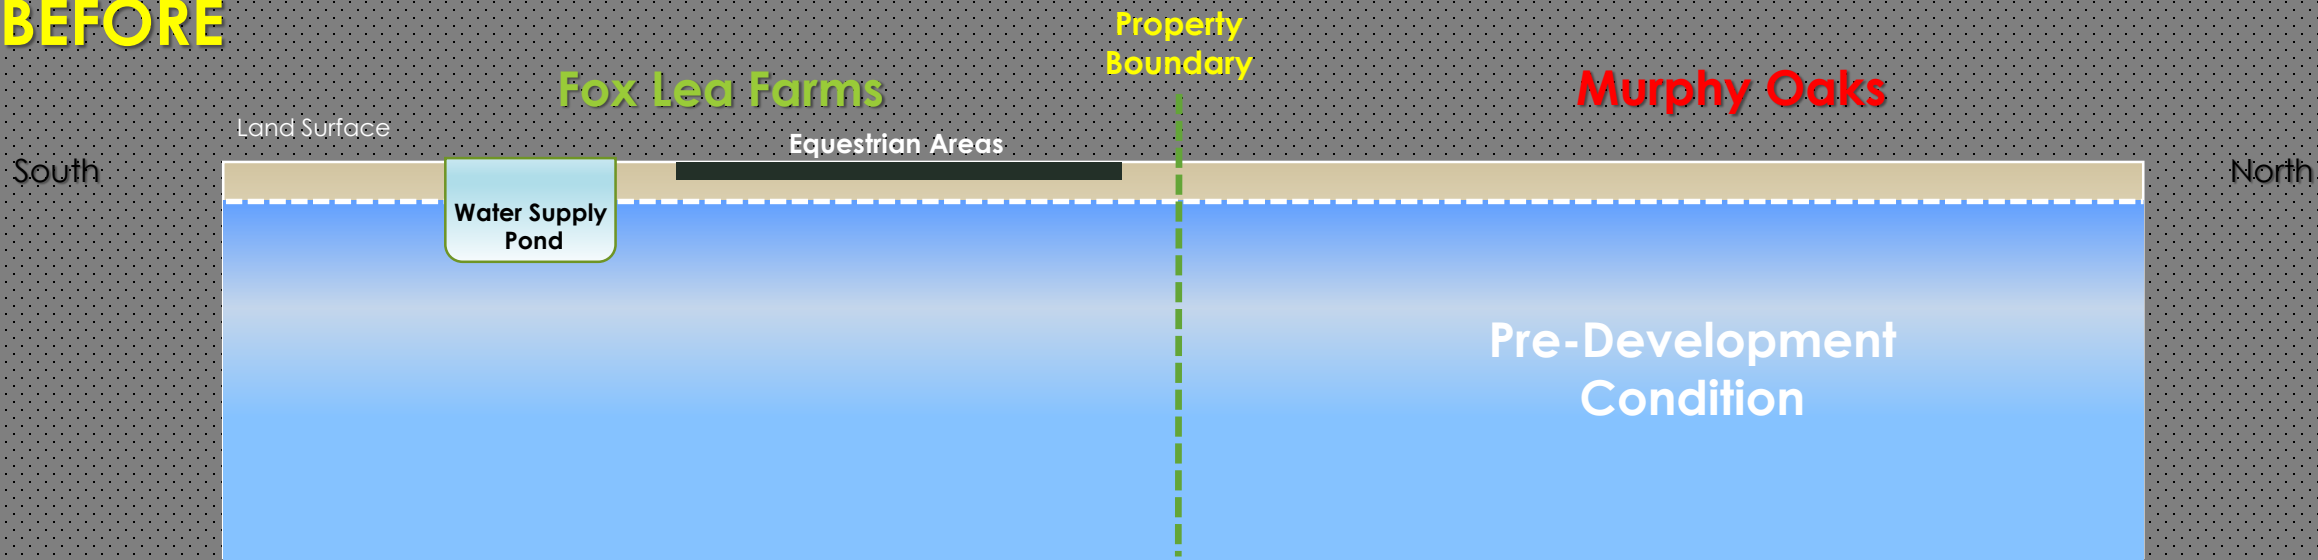 BEFORE
Property
Boundary
Fox Lea Farms
Murphy Oaks
Land Surface
Equestrian Areas
South
North
Water Supply
Pond
Pre-Development
Condition